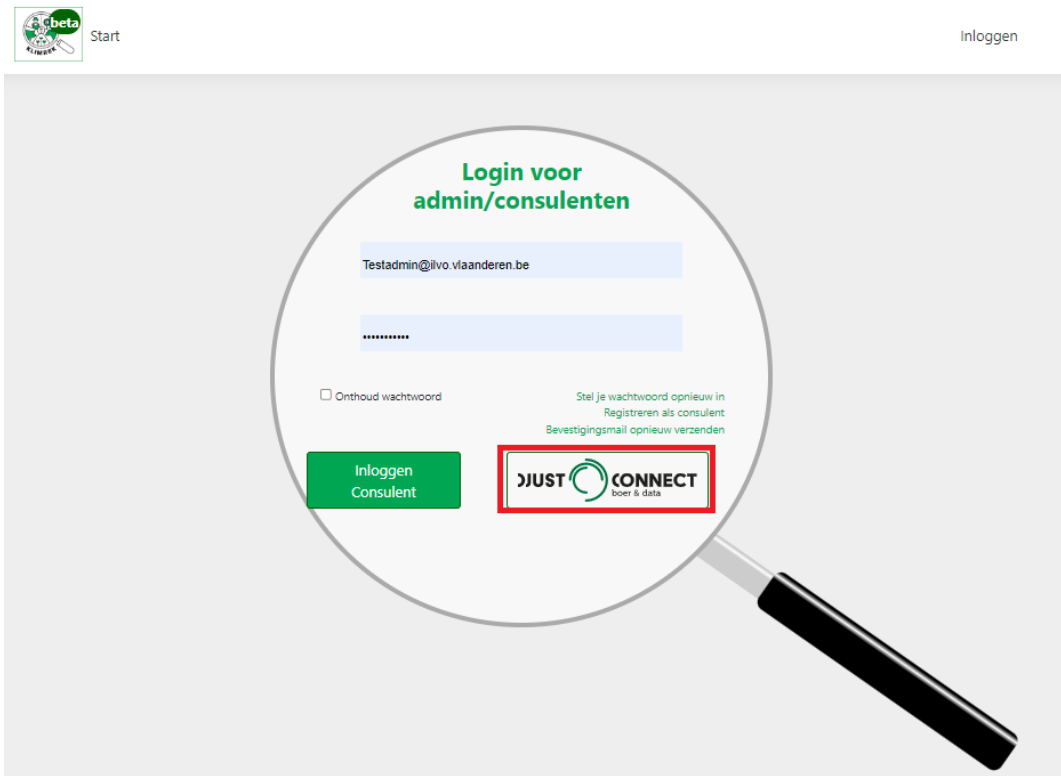 beta
KLIMREK
Start
Inloggen
Login voor
admin/consulenten
Testadmin@ilvo.vlaanderen.be
•••••••••••
Onthoud wachtwoord
Stel je wachtwoord opnieuw in
Registreren als consulent
Bevestigingsmail opnieuw verzenden
Inloggen
Consulent
DJUST CONNECT
boer & data